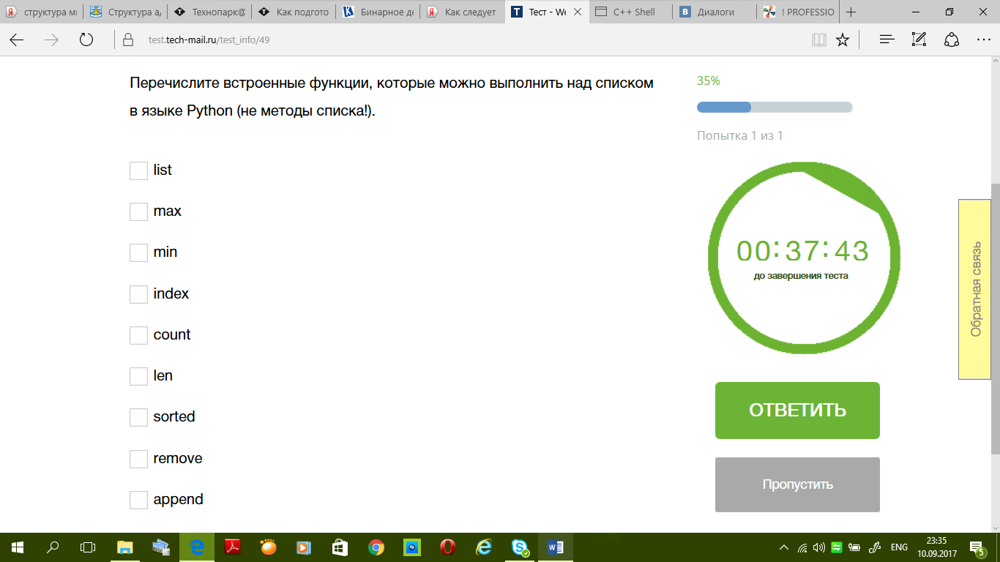 структура мн
Структура ад
Технопарк@
Как подгото
Бинарное де
Как следует
Тест - We
C++ Shell
Диалоги
! PROFESSIO
test.tech-mail.ru/test_info/49
Перечислите встроенные функции, которые можно выполнить над списком
в языке Python (не методы списка!).
list
max
min
index
count
len
sorted
remove
append
35%
Попытка 1 из 1
00:37:43
до завершения теста
ОТВЕТИТЬ
Пропустить
Обратная связь
ENG
23:35
10.09.2017
5